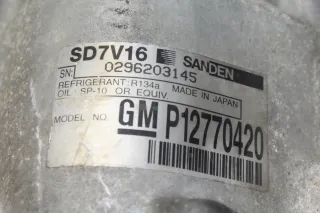 SD7V16 SANDEN
SN: 0296203145
REFRIGERANT:R134a
OIL SP-10 OR EQUIV MADE IN JAPAN
MODEL NO. GM P12770420